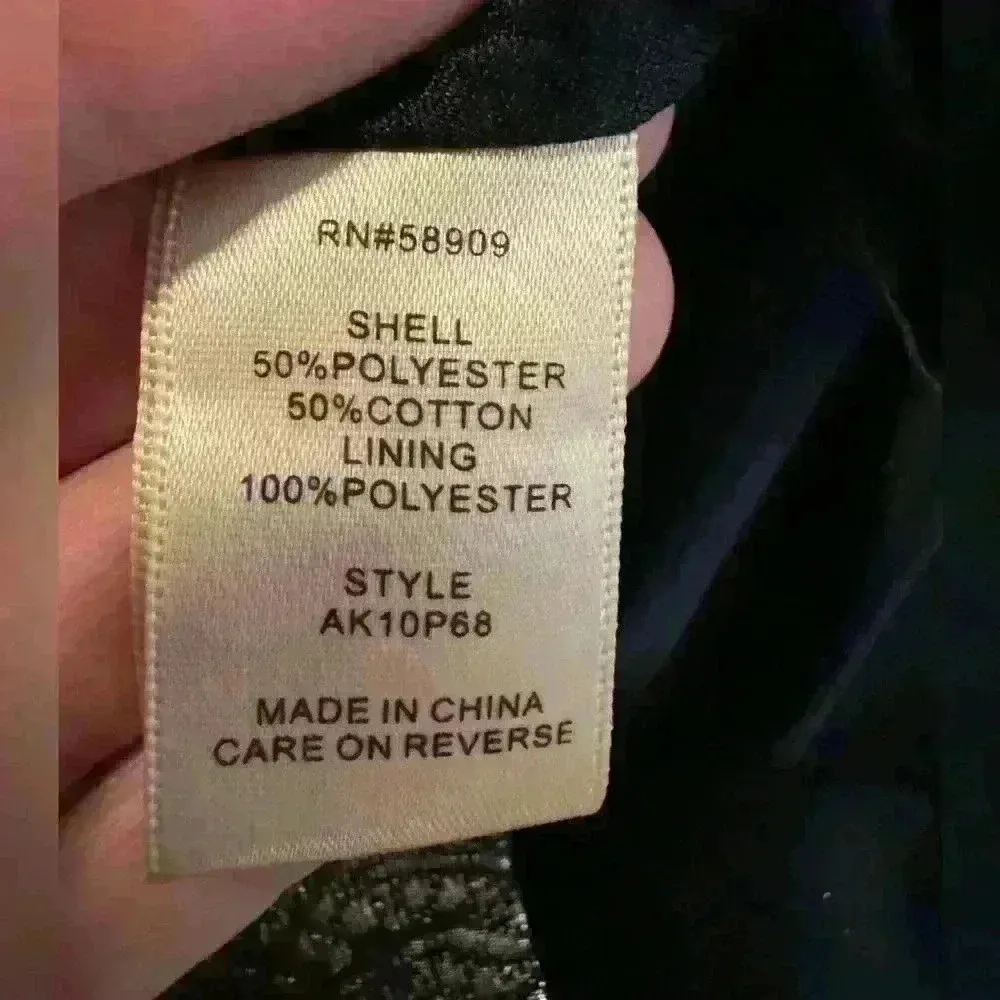 RN#58909
SHELL
50%POLYESTER
50%COTTON
LINING
100%POLYESTER
STYLE
AK10P68
MADE IN CHINA
CARE ON REVERSE